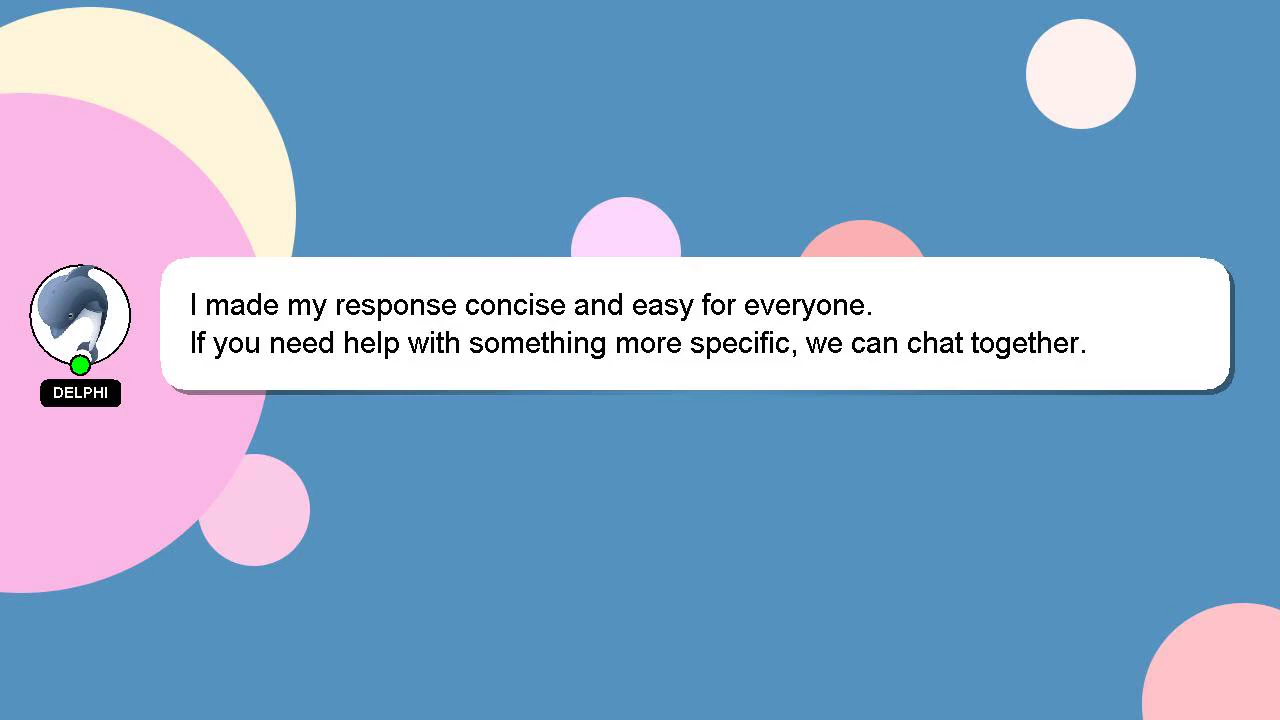 I made my response concise and easy for everyone.
If you need help with something more specific, we can chat together.
DELPHI